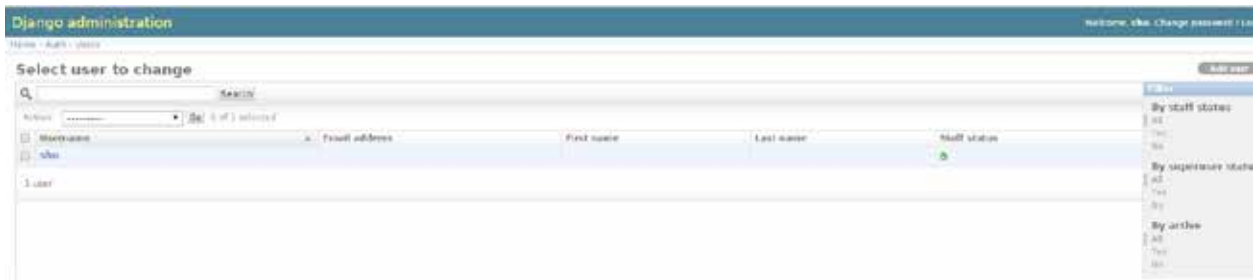 Django administration
Welcome, sho. Change password / Lo
Home › Auth › Users
Select user to change
Add user
Search
Filter
Action: --------- Go 0 of 1 selected
By staff status
All
Yes
No
Username Email address First name Last name Staff status
sho
1 user
By superuser statu
All
Yes
No
By active
All
Yes
No